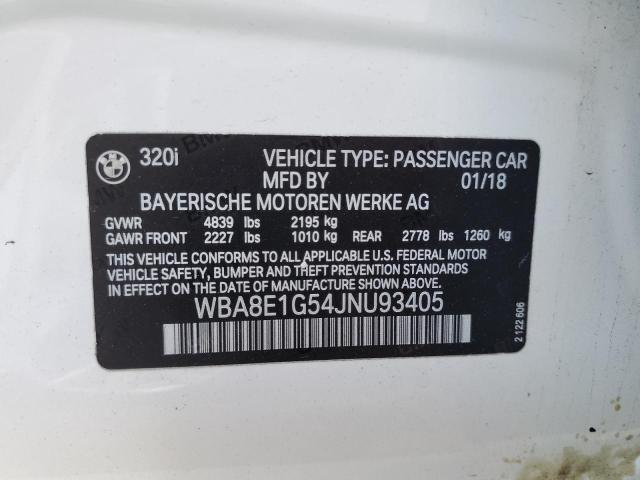 320i VEHICLE TYPE: PASSENGER CAR
MFD BY 01/18
BAYERISCHE MOTOREN WERKE AG
GVWR 4839 lbs 2195 kg
GAWR FRONT 2227 lbs 1010 kg REAR 2778 lbs 1260 kg
THIS VEHICLE CONFORMS TO ALL APPLICABLE U.S. FEDERAL MOTOR
VEHICLE SAFETY, BUMPER AND THEFT PREVENTION STANDARDS IN
EFFECT ON THE DATE OF MANUFACTURE SHOWN ABOVE.
WBA8E1G54JNU93405
2 122 606
BMW